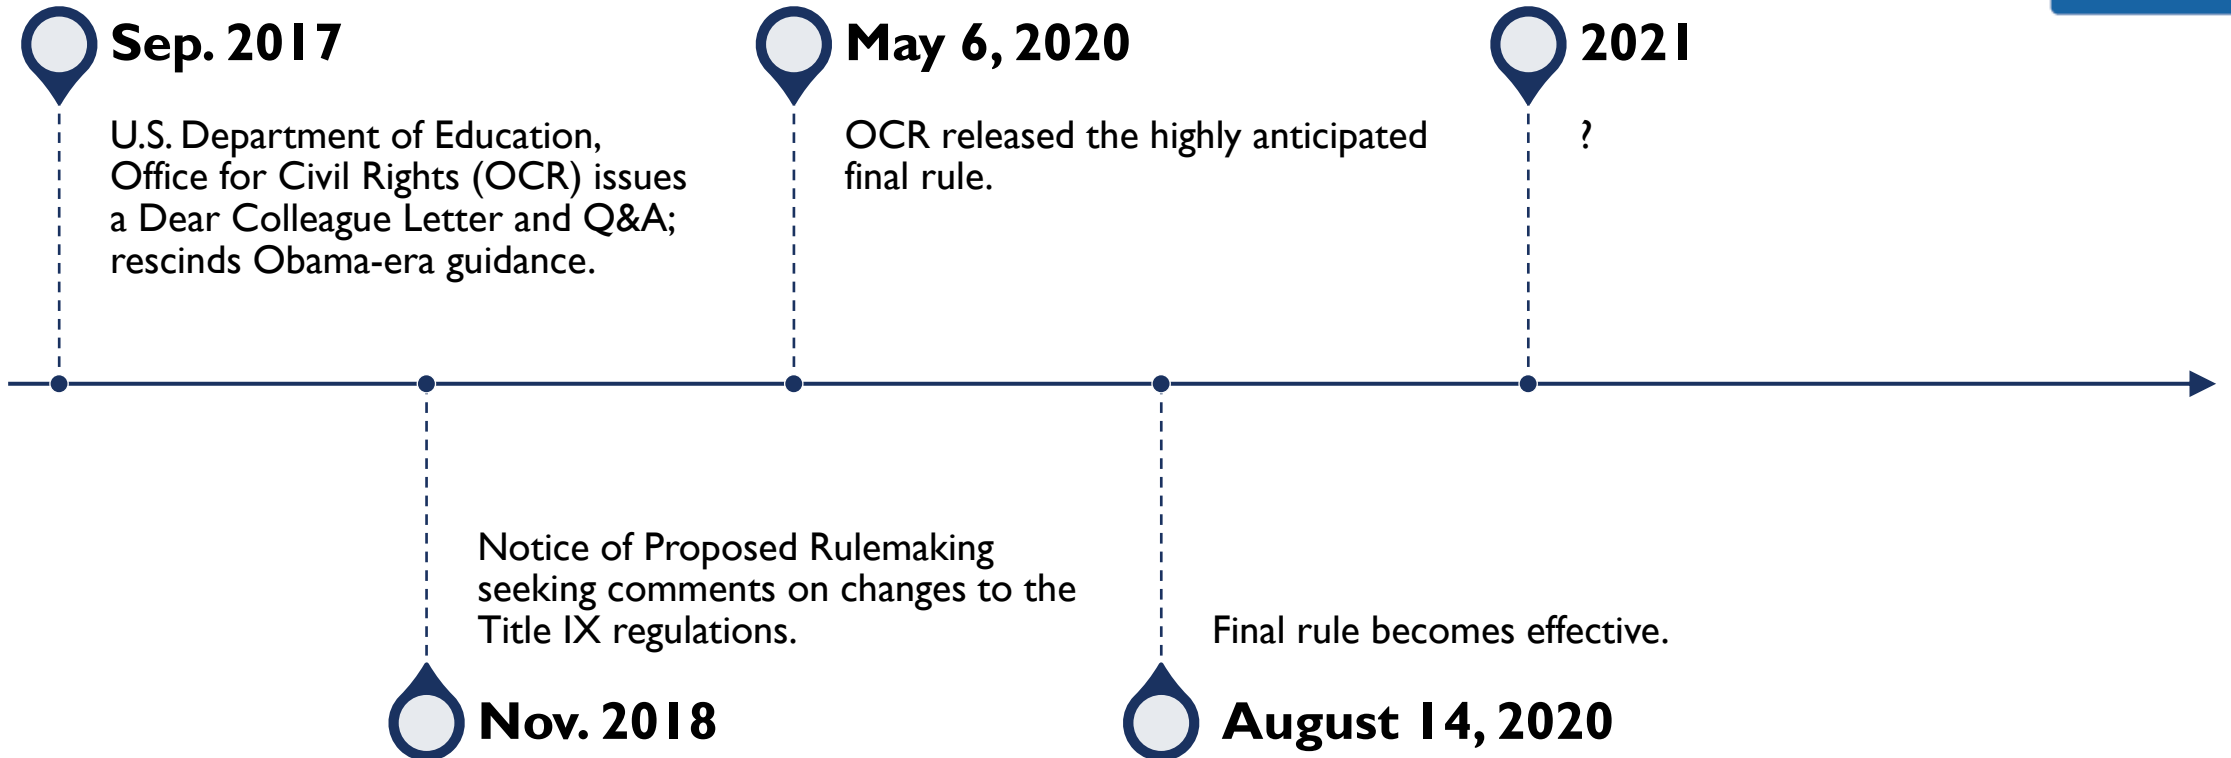 Sep. 2017
U.S. Department of Education,
Office for Civil Rights (OCR) issues
a Dear Colleague Letter and Q&A;
rescinds Obama-era guidance.
May 6, 2020
OCR released the highly anticipated
final rule.
2021
?
Notice of Proposed Rulemaking
seeking comments on changes to the
Title IX regulations.
Nov. 2018
Final rule becomes effective.
August 14, 2020